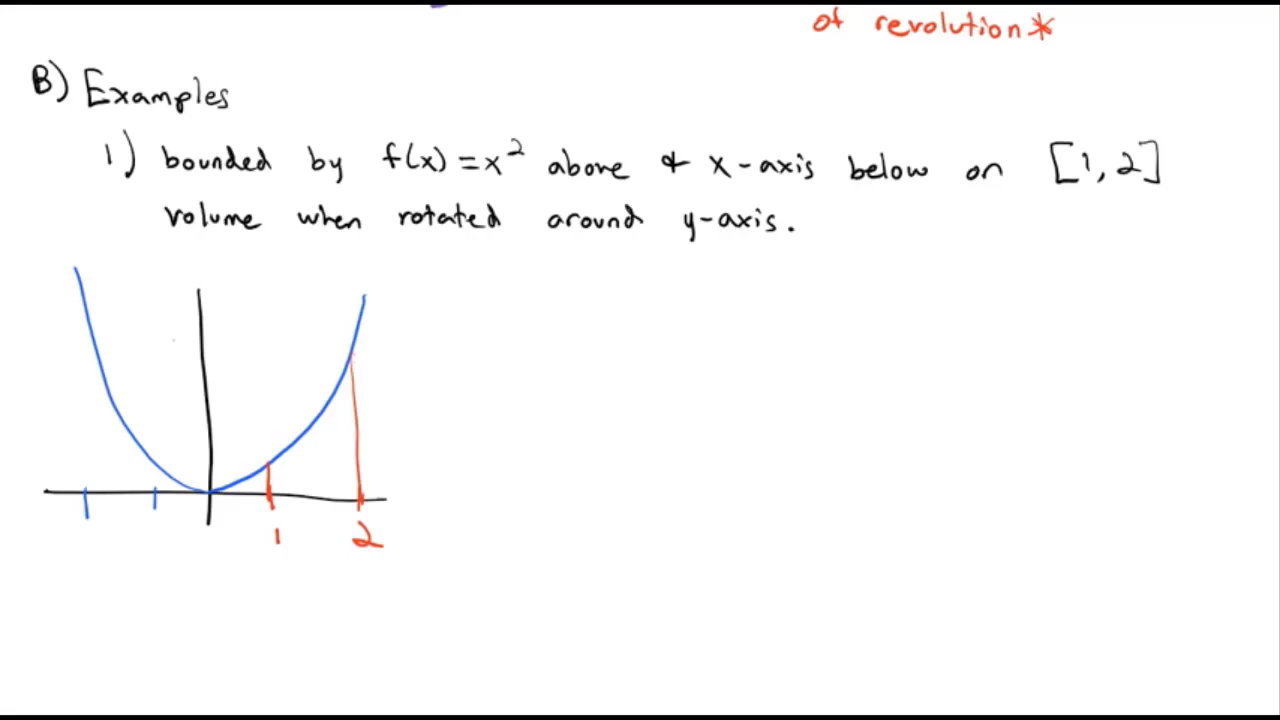 of revolution*
B) Examples
1) bounded by f(x) = x² above & x-axis below on [1, 2]
volume when rotated around y-axis.
1 2